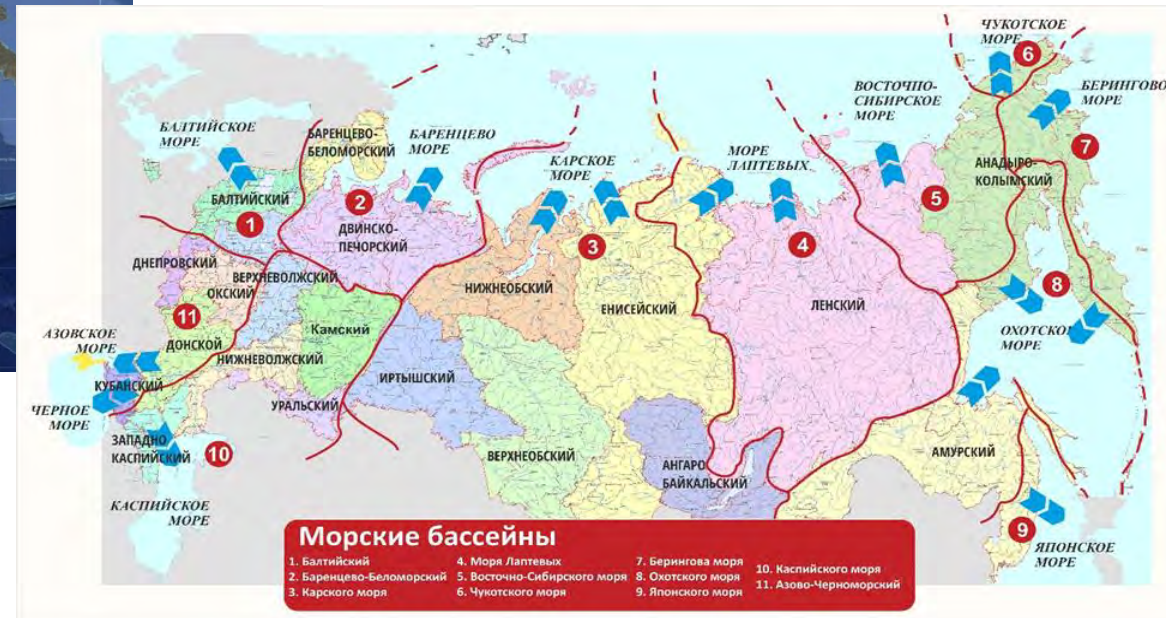 ЧУКОТСКОЕ
МОРЕ
6
ВОСТОЧНО-
СИБИРСКОЕ
МОРЕ
БЕРИНГОВО
МОРЕ
БАЛТИЙСКОЕ
МОРЕ
БАРЕНЦЕВО-
БЕЛОМОРСКИЙ
БАРЕНЦЕВО
МОРЕ
КАРСКОЕ
МОРЕ
МОРЕ
ЛАПТЕВЫХ
7
АНАДЫРО-
КОЛЫМСКИЙ
БАЛТИЙСКИЙ
1
2
ДВИНСКО-
ПЕЧОРСКИЙ
3
4
5
ДНЕПРОВСКИЙ
ОКСКИЙ
ВЕРХНЕВОЛЖСКИЙ
НИЖНЕОБСКИЙ
ЕНИСЕЙСКИЙ
ЛЕНСКИЙ
8
11
ДОНСКОЙ
Камский
НИЖНЕВОЛЖСКИЙ
ОХОТСКОЕ
МОРЕ
АЗОВСКОЕ
МОРЕ
КУБАНСКИЙ
ИРТЫШСКИЙ
УРАЛЬСКИЙ
ЧЕРНОЕ
МОРЕ
ЗАПАДНО
КАСПИЙСКИЙ
10
ВЕРХНЕОБСКИЙ
АНГАРО
БАЙКАЛЬСКИЙ
АМУРСКИЙ
КАСПИЙСКОЕ
МОРЕ
9
ЯПОНСКОЕ
МОРЕ
Морские бассейны
1. Балтийский
2. Баренцево-Беломорский
3. Карского моря
4. Моря Лаптевых
5. Восточно-Сибирского моря
6. Чукотского моря
7. Берингова моря
8. Охотского моря
9. Японского моря
10. Каспийского моря
11. Азово-Черноморский